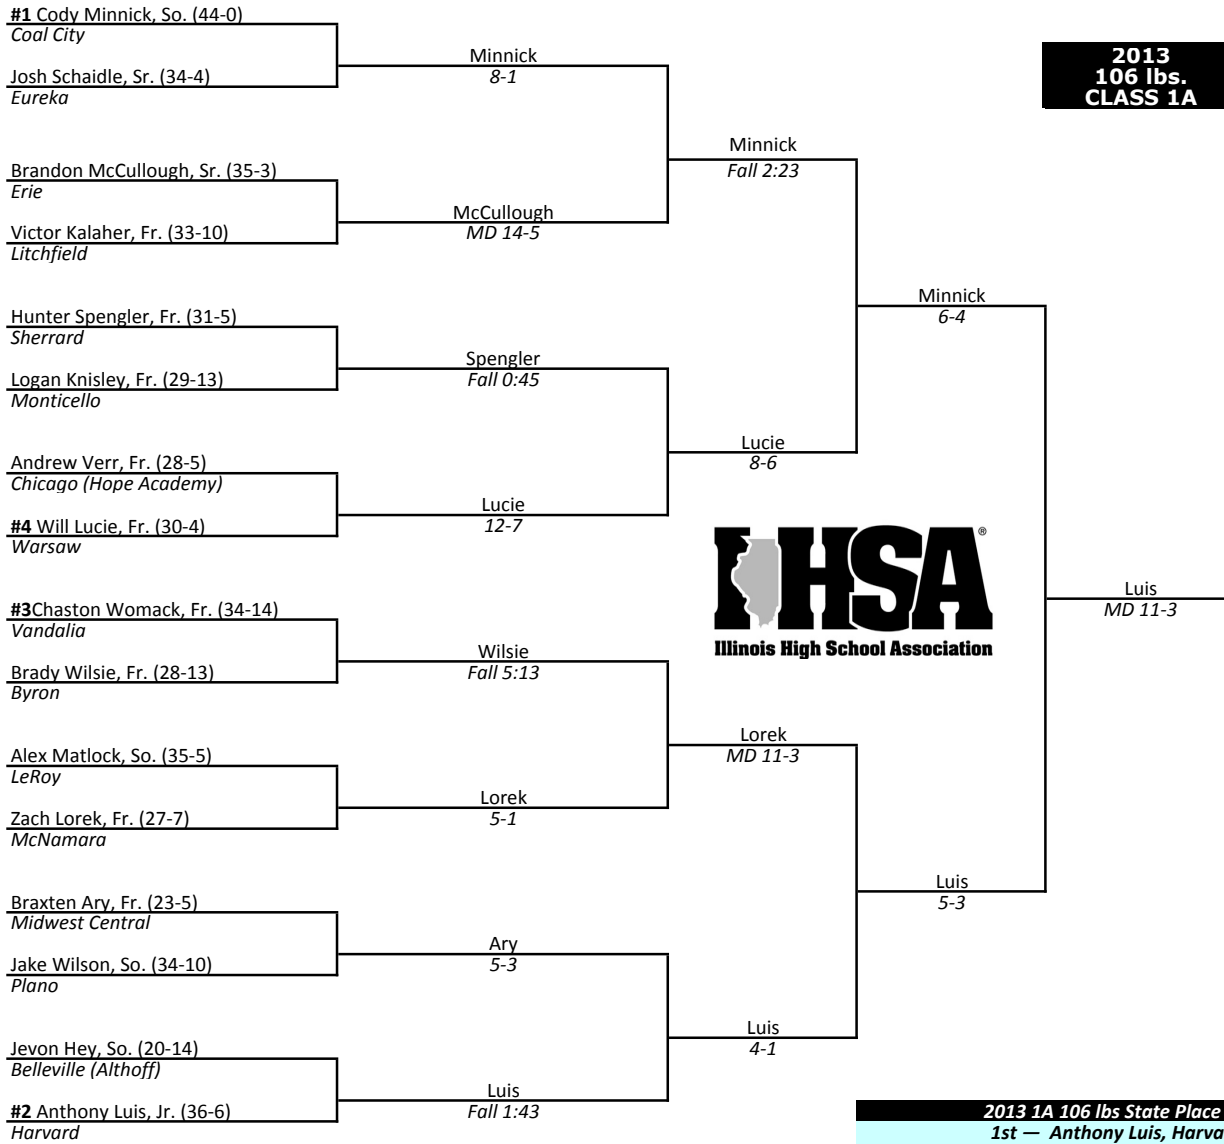 #1 Cody Minnick, So. (44-0)
Coal City
Minnick
8-1
Josh Schaidle, Sr. (34-4)
Eureka
2013
106 lbs.
CLASS 1A
Minnick
Fall 2:23
Brandon McCullough, Sr. (35-3)
Erie
McCullough
MD 14-5
Victor Kalaher, Fr. (33-10)
Litchfield
Minnick
6-4
Hunter Spengler, Fr. (31-5)
Sherrard
Spengler
Fall 0:45
Logan Knisley, Fr. (29-13)
Monticello
Lucie
8-6
Andrew Verr, Fr. (28-5)
Chicago (Hope Academy)
Lucie
12-7
#4 Will Lucie, Fr. (30-4)
Warsaw
IHSA®
Illinois High School Association
Luis
MD 11-3
#3Chaston Womack, Fr. (34-14)
Vandalia
Wilsie
Fall 5:13
Brady Wilsie, Fr. (28-13)
Byron
Lorek
MD 11-3
Alex Matlock, So. (35-5)
LeRoy
Lorek
5-1
Zach Lorek, Fr. (27-7)
McNamara
Luis
5-3
Braxten Ary, Fr. (23-5)
Midwest Central
Ary
5-3
Jake Wilson, So. (34-10)
Plano
Luis
4-1
Jevon Hey, So. (20-14)
Belleville (Althoff)
Luis
Fall 1:43
#2 Anthony Luis, Jr. (36-6)
Harvard
2013 1A 106 lbs State Place
1st — Anthony Luis, Harva